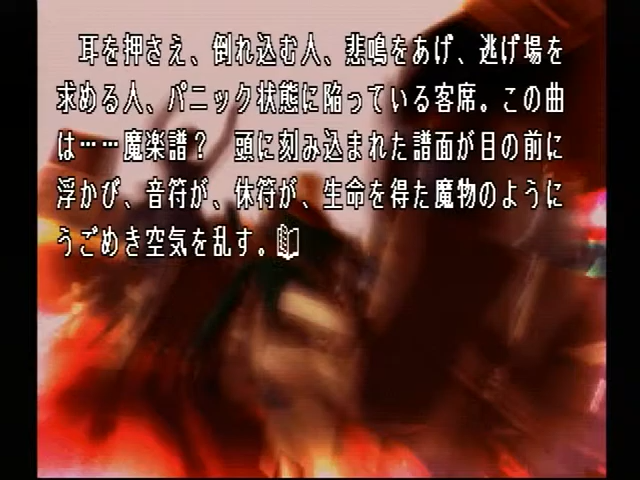 耳を押さえ、倒れ込む人、悲鳴をあげ、逃げ場を
求める人、パニック状態に陥っている客席。この曲
は……魔楽譜？　頭に刻み込まれた譜面が目の前に
浮かび、音符が、休符が、生命を得た魔物のように
うごめき空気を乱す。